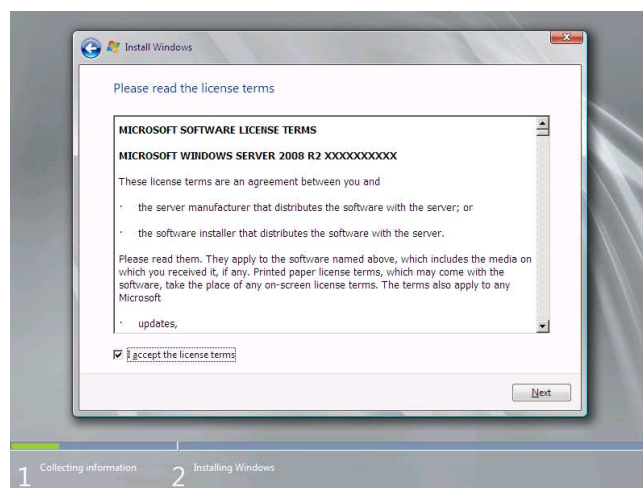 Install Windows
Please read the license terms
MICROSOFT SOFTWARE LICENSE TERMS
MICROSOFT WINDOWS SERVER 2008 R2 XXXXXXXXXX
These license terms are an agreement between you and
· the server manufacturer that distributes the software with the server; or
· the software installer that distributes the software with the server.
Please read them. They apply to the software named above, which includes the media on
which you received it, if any. Printed paper license terms, which may come with the
software, take the place of any on-screen license terms. The terms also apply to any
Microsoft
· updates,
I accept the license terms
Next
1 Collecting information 2 Installing Windows